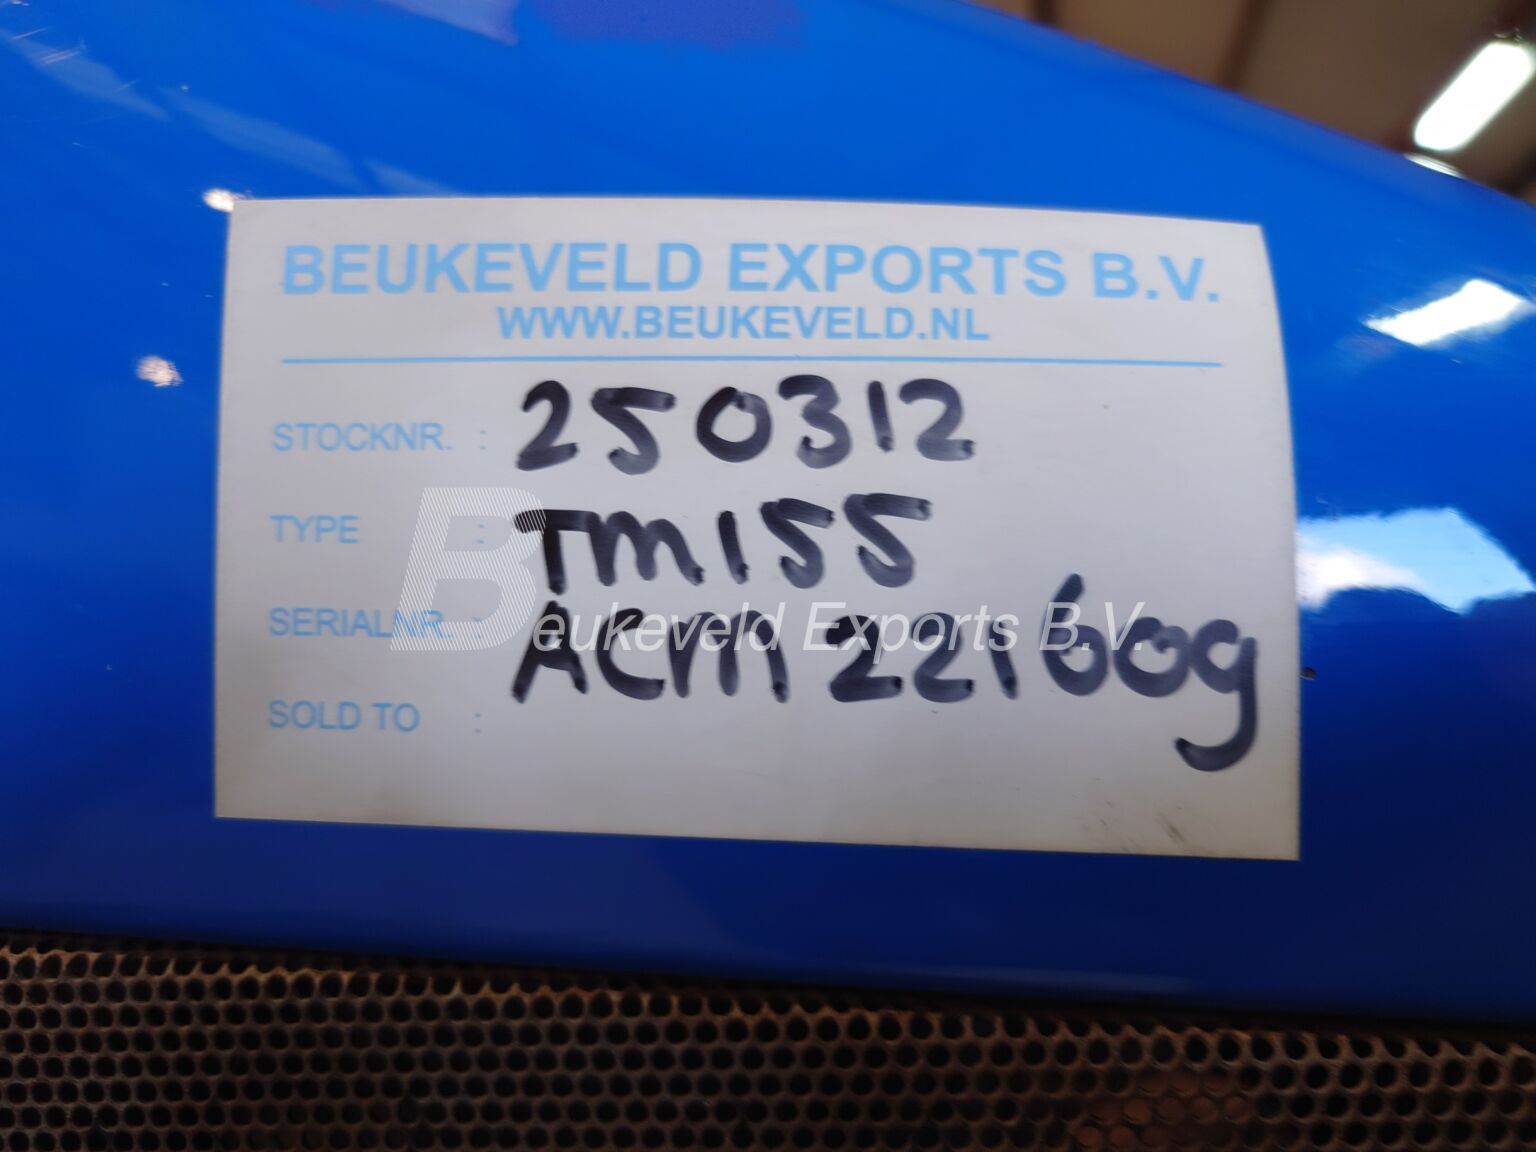 BEUKEVELD EXPORTS B.V.
WWW.BEUKEVELD.NL
STOCKNR. : 250312
TYPE : TM155
SERIALNR. : ACM221609
SOLD TO :
Beukeveld Exports B.V.